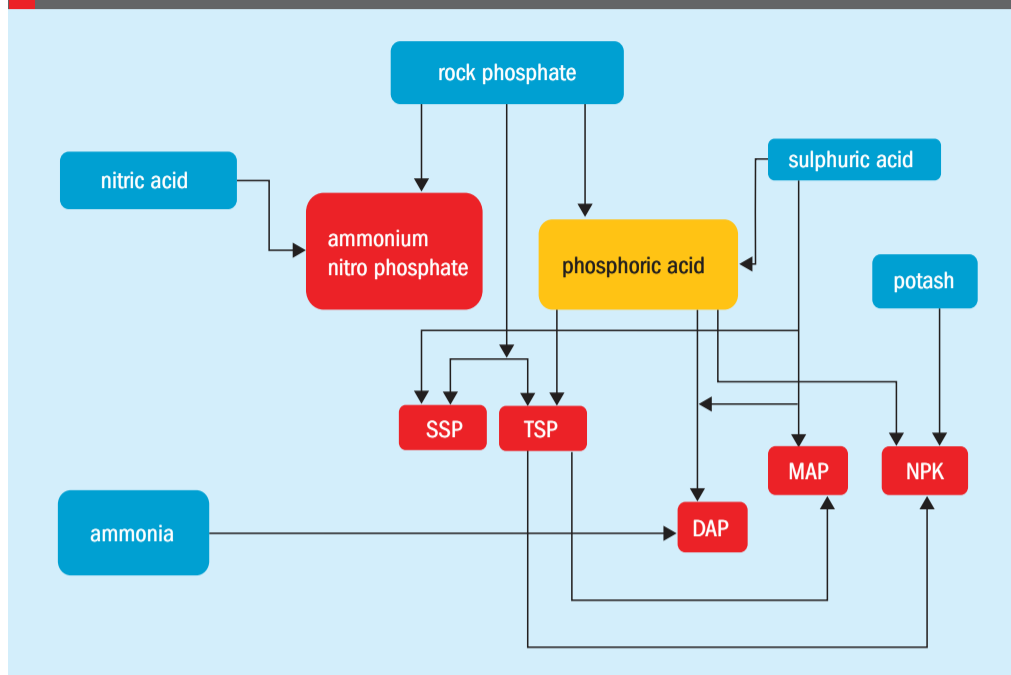 rock phosphate
nitric acid
sulphuric acid
ammonium
nitro phosphate
phosphoric acid
potash
SSP
TSP
MAP
NPK
ammonia
DAP